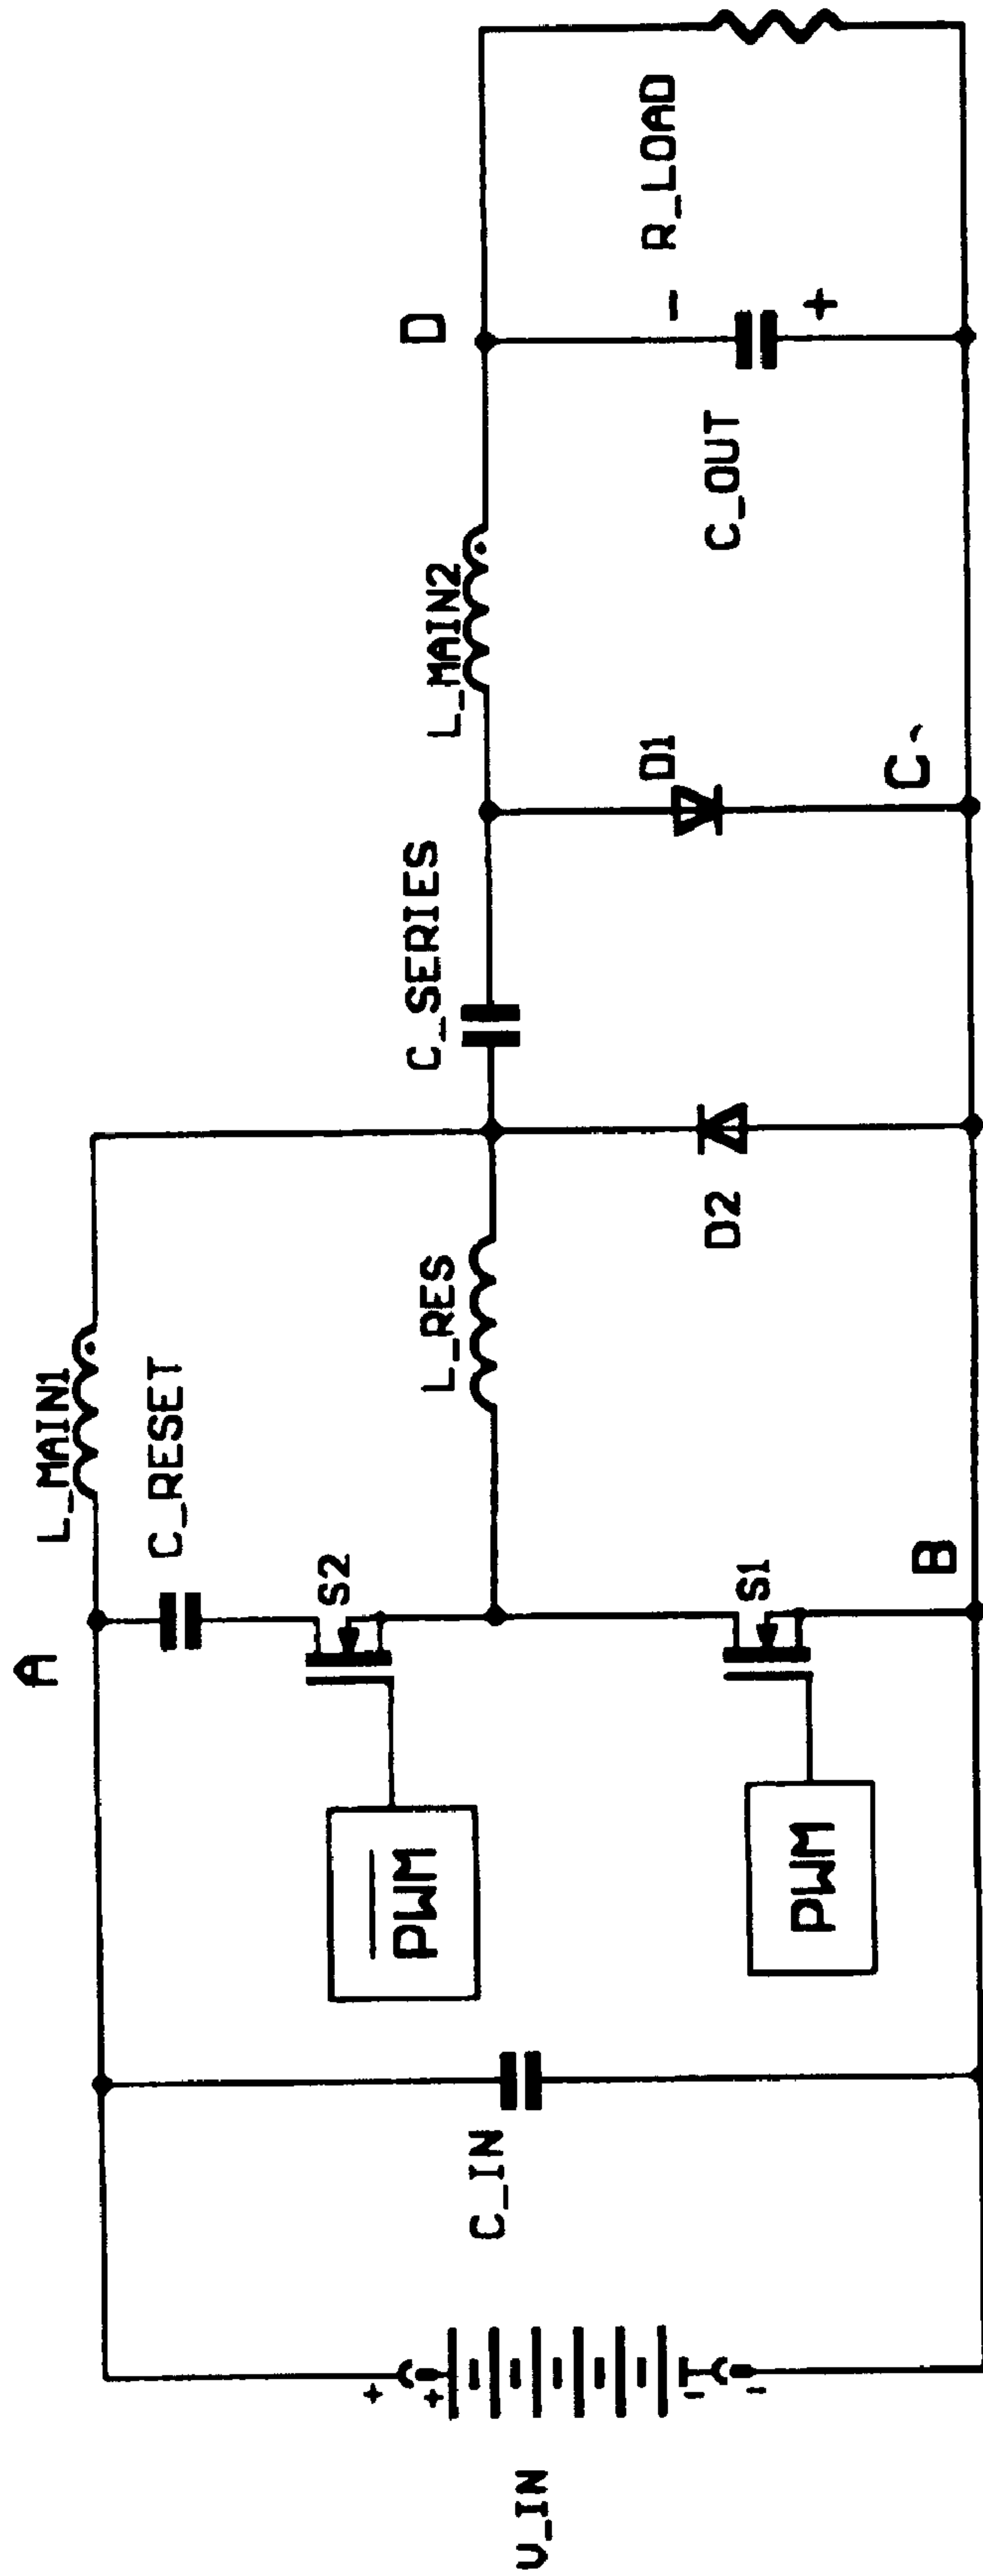 V_IN
+
+
-
-
C_IN
PWM
PWM
A
L_MAIN1
C_RESET
S2
S1
B
L_RES
D2
C_SERIES
D1
C
L_MAIN2
D
C_OUT
-
+
R_LOAD